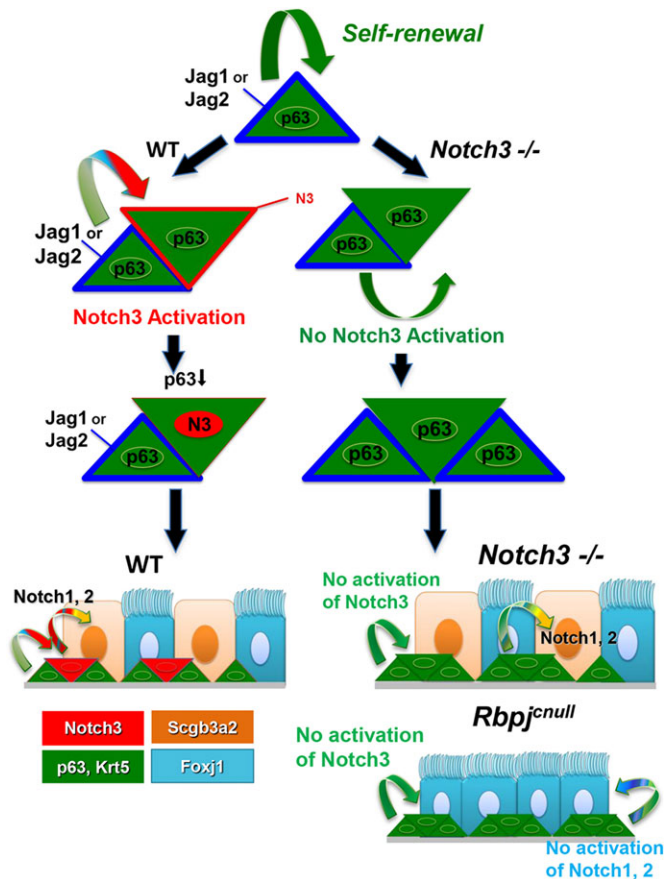 Self-renewal
Jag1 or
Jag2
p63
WT
Notch3 -/-
N3
Jag1 or
Jag2
p63
p63
p63
p63
Notch3 Activation
No Notch3 Activation
p63⬇
Jag1 or
Jag2
N3
p63
p63
p63
p63
WT
Notch3 -/-
Notch1, 2
No activation
of Notch3
Notch1, 2
Rbpjcnull
Notch3
Scgb3a2
p63, Krt5
Foxj1
No activation
of Notch3
No activation
of Notch1, 2